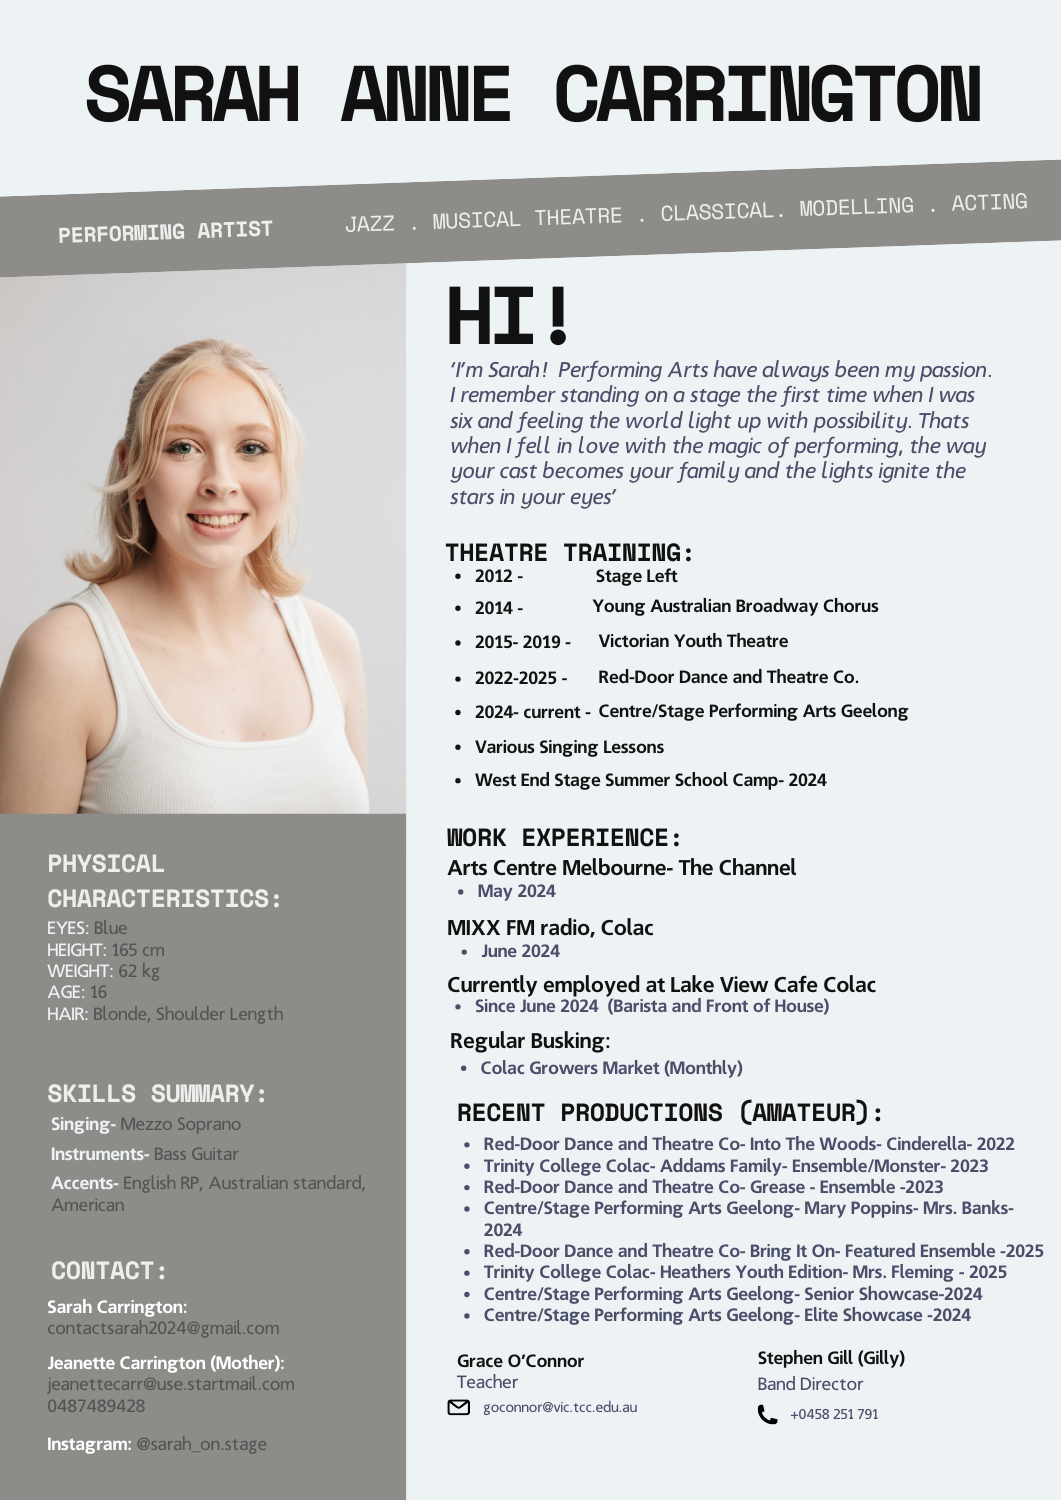 SARAH ANNE CARRINGTON
PERFORMING ARTIST
JAZZ . MUSICAL THEATRE . CLASSICAL. MODELLING . ACTING
HI!
‘I’m Sarah! Performing Arts have always been my passion.
I remember standing on a stage the first time when I was
six and feeling the world light up with possibility. Thats
when I fell in love with the magic of performing, the way
your cast becomes your family and the lights ignite the
stars in your eyes’
THEATRE TRAINING:
• 2012 - Stage Left
• 2014 - Young Australian Broadway Chorus
• 2015- 2019 - Victorian Youth Theatre
• 2022-2025 - Red-Door Dance and Theatre Co.
• 2024- current - Centre/Stage Performing Arts Geelong
• Various Singing Lessons
• West End Stage Summer School Camp- 2024
WORK EXPERIENCE:
Arts Centre Melbourne- The Channel
• May 2024
MIXX FM radio, Colac
• June 2024
Currently employed at Lake View Cafe Colac
• Since June 2024 (Barista and Front of House)
Regular Busking:
• Colac Growers Market (Monthly)
RECENT PRODUCTIONS (AMATEUR):
• Red-Door Dance and Theatre Co- Into The Woods- Cinderella- 2022
• Trinity College Colac- Addams Family- Ensemble/Monster- 2023
• Red-Door Dance and Theatre Co- Grease - Ensemble -2023
• Centre/Stage Performing Arts Geelong- Mary Poppins- Mrs. Banks-
2024
• Red-Door Dance and Theatre Co- Bring It On- Featured Ensemble -2025
• Trinity College Colac- Heathers Youth Edition- Mrs. Fleming - 2025
• Centre/Stage Performing Arts Geelong- Senior Showcase-2024
• Centre/Stage Performing Arts Geelong- Elite Showcase -2024
Grace O’Connor
Teacher
goconnor@vic.tcc.edu.au
Stephen Gill (Gilly)
Band Director
+0458 251 791
PHYSICAL
CHARACTERISTICS:
EYES: Blue
HEIGHT: 165 cm
WEIGHT: 62 kg
AGE: 16
HAIR: Blonde, Shoulder Length
SKILLS SUMMARY:
Singing- Mezzo Soprano
Instruments- Bass Guitar
Accents- English RP, Australian standard,
American
CONTACT:
Sarah Carrington:
contactsarah2024@gmail.com
Jeanette Carrington (Mother):
jeanettecarr@use.startmail.com
0487489428
Instagram: @sarah_on.stage